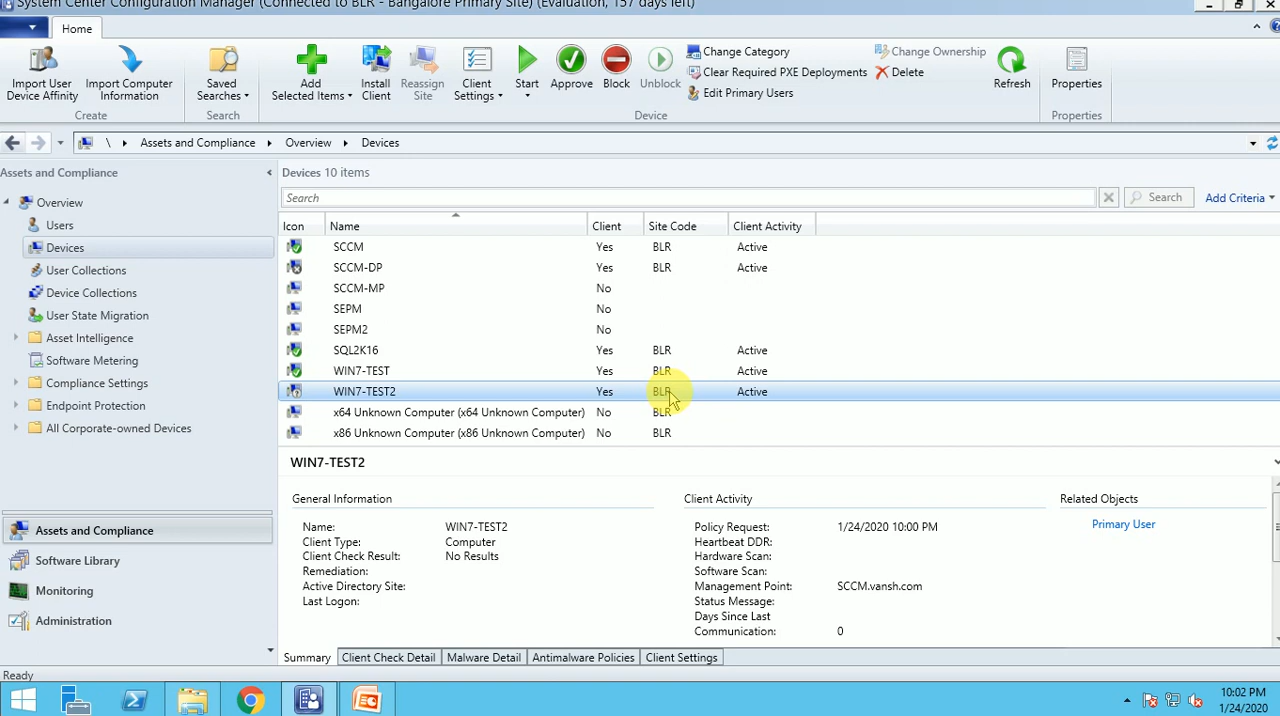 System Center Configuration Manager (Connected to BLR - Bangalore Primary Site) (Evaluation, 157 days left)
Home
Import User Device Affinity
Import Computer Information
Saved Searches
Add Selected Items
Install Client
Reassign Site
Client Settings
Start
Approve
Block
Unblock
Change Category
Clear Required PXE Deployments
Edit Primary Users
Change Ownership
Delete
Refresh
Properties
Create
Search
Device
Properties
\ Assets and Compliance Overview Devices
Assets and Compliance
Overview
Users
Devices
User Collections
Device Collections
User State Migration
Asset Intelligence
Software Metering
Compliance Settings
Endpoint Protection
All Corporate-owned Devices
Assets and Compliance
Software Library
Monitoring
Administration
Devices 10 items
Search
Search
Add Criteria
Icon Name Client Site Code Client Activity
SCCM Yes BLR Active
SCCM-DP Yes BLR Active
SCCM-MP No
SEPM No
SEPM2 No
SQL2K16 Yes BLR Active
WIN7-TEST Yes BLR Active
WIN7-TEST2 Yes BLR Active
x64 Unknown Computer (x64 Unknown Computer) No BLR
x86 Unknown Computer (x86 Unknown Computer) No BLR
WIN7-TEST2
General Information
Name: WIN7-TEST2
Client Type: Computer
Client Check Result: No Results
Remediation:
Active Directory Site:
Last Logon:
Client Activity
Policy Request: 1/24/2020 10:00 PM
Heartbeat DDR:
Hardware Scan:
Software Scan:
Management Point: SCCM.vansh.com
Status Message:
Days Since Last
Communication: 0
Related Objects
Primary User
Summary Client Check Detail Malware Detail Antimalware Policies Client Settings
Ready
10:02 PM
1/24/2020